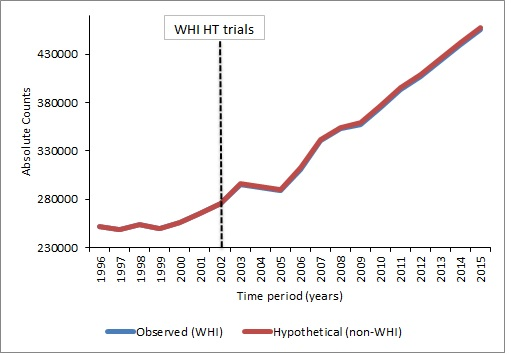 WHI HT trials
Absolute Counts
430000
380000
330000
280000
230000
1996 1997 1998 1999 2000 2001 2002 2003 2004 2005 2006 2007 2008 2009 2010 2011 2012 2013 2014 2015
Time period (years)
Observed (WHI) Hypothetical (non-WHI)